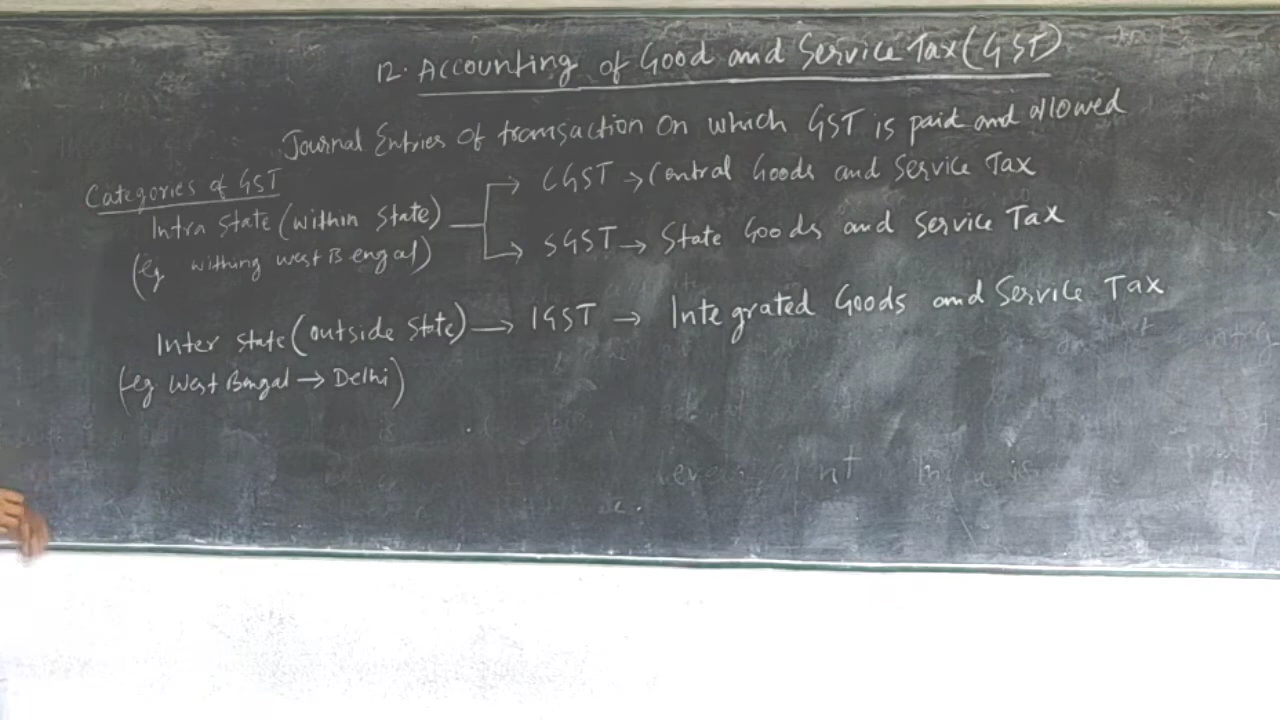 12. Accounting of Good and Service Tax (GST)
Journal Entries of transaction on which GST is paid and allowed
Categories of GST
Intra State (within state) → CGST → Central Goods and Service Tax
→ SGST → State Goods and Service Tax
(eg withing west Bengal)
Inter state (outside state) → IGST → Integrated Goods and Service Tax
(eg West Bengal → Delhi)